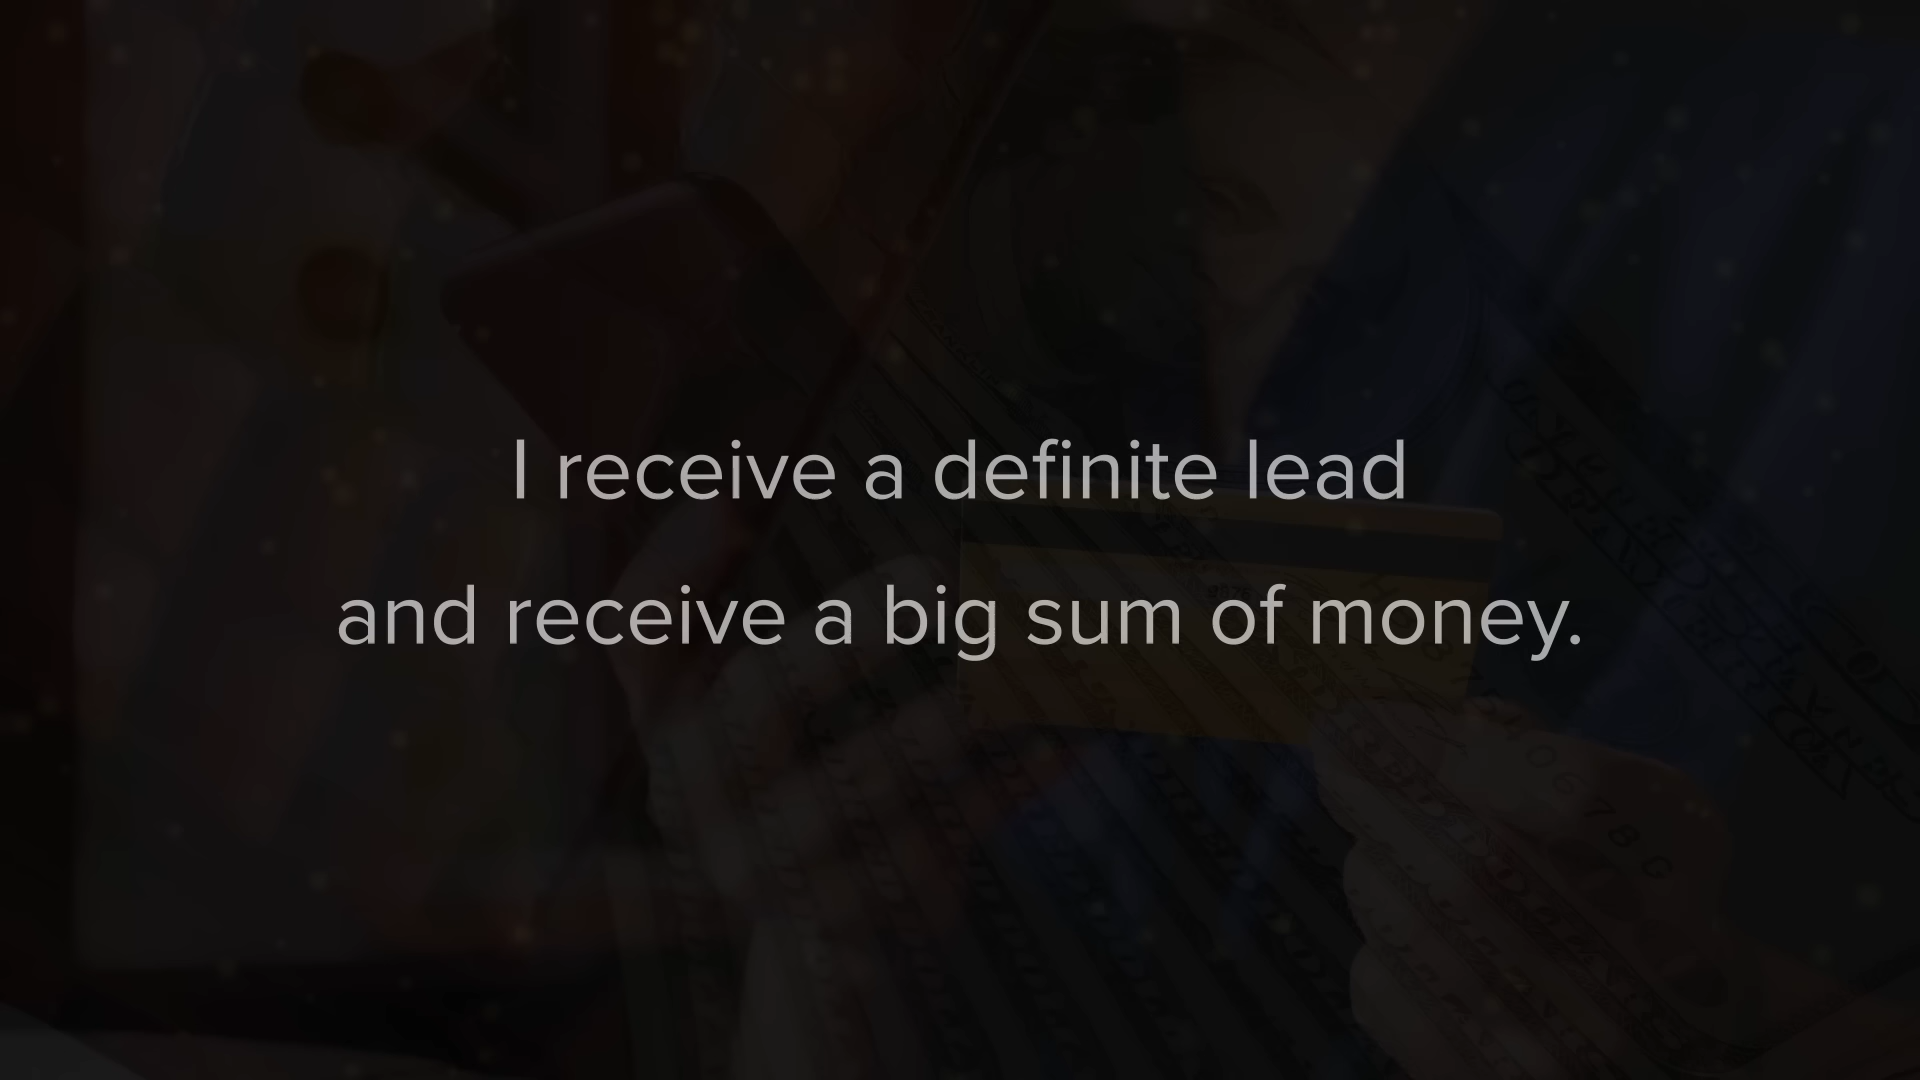 I receive a definite lead
and receive a big sum of money.